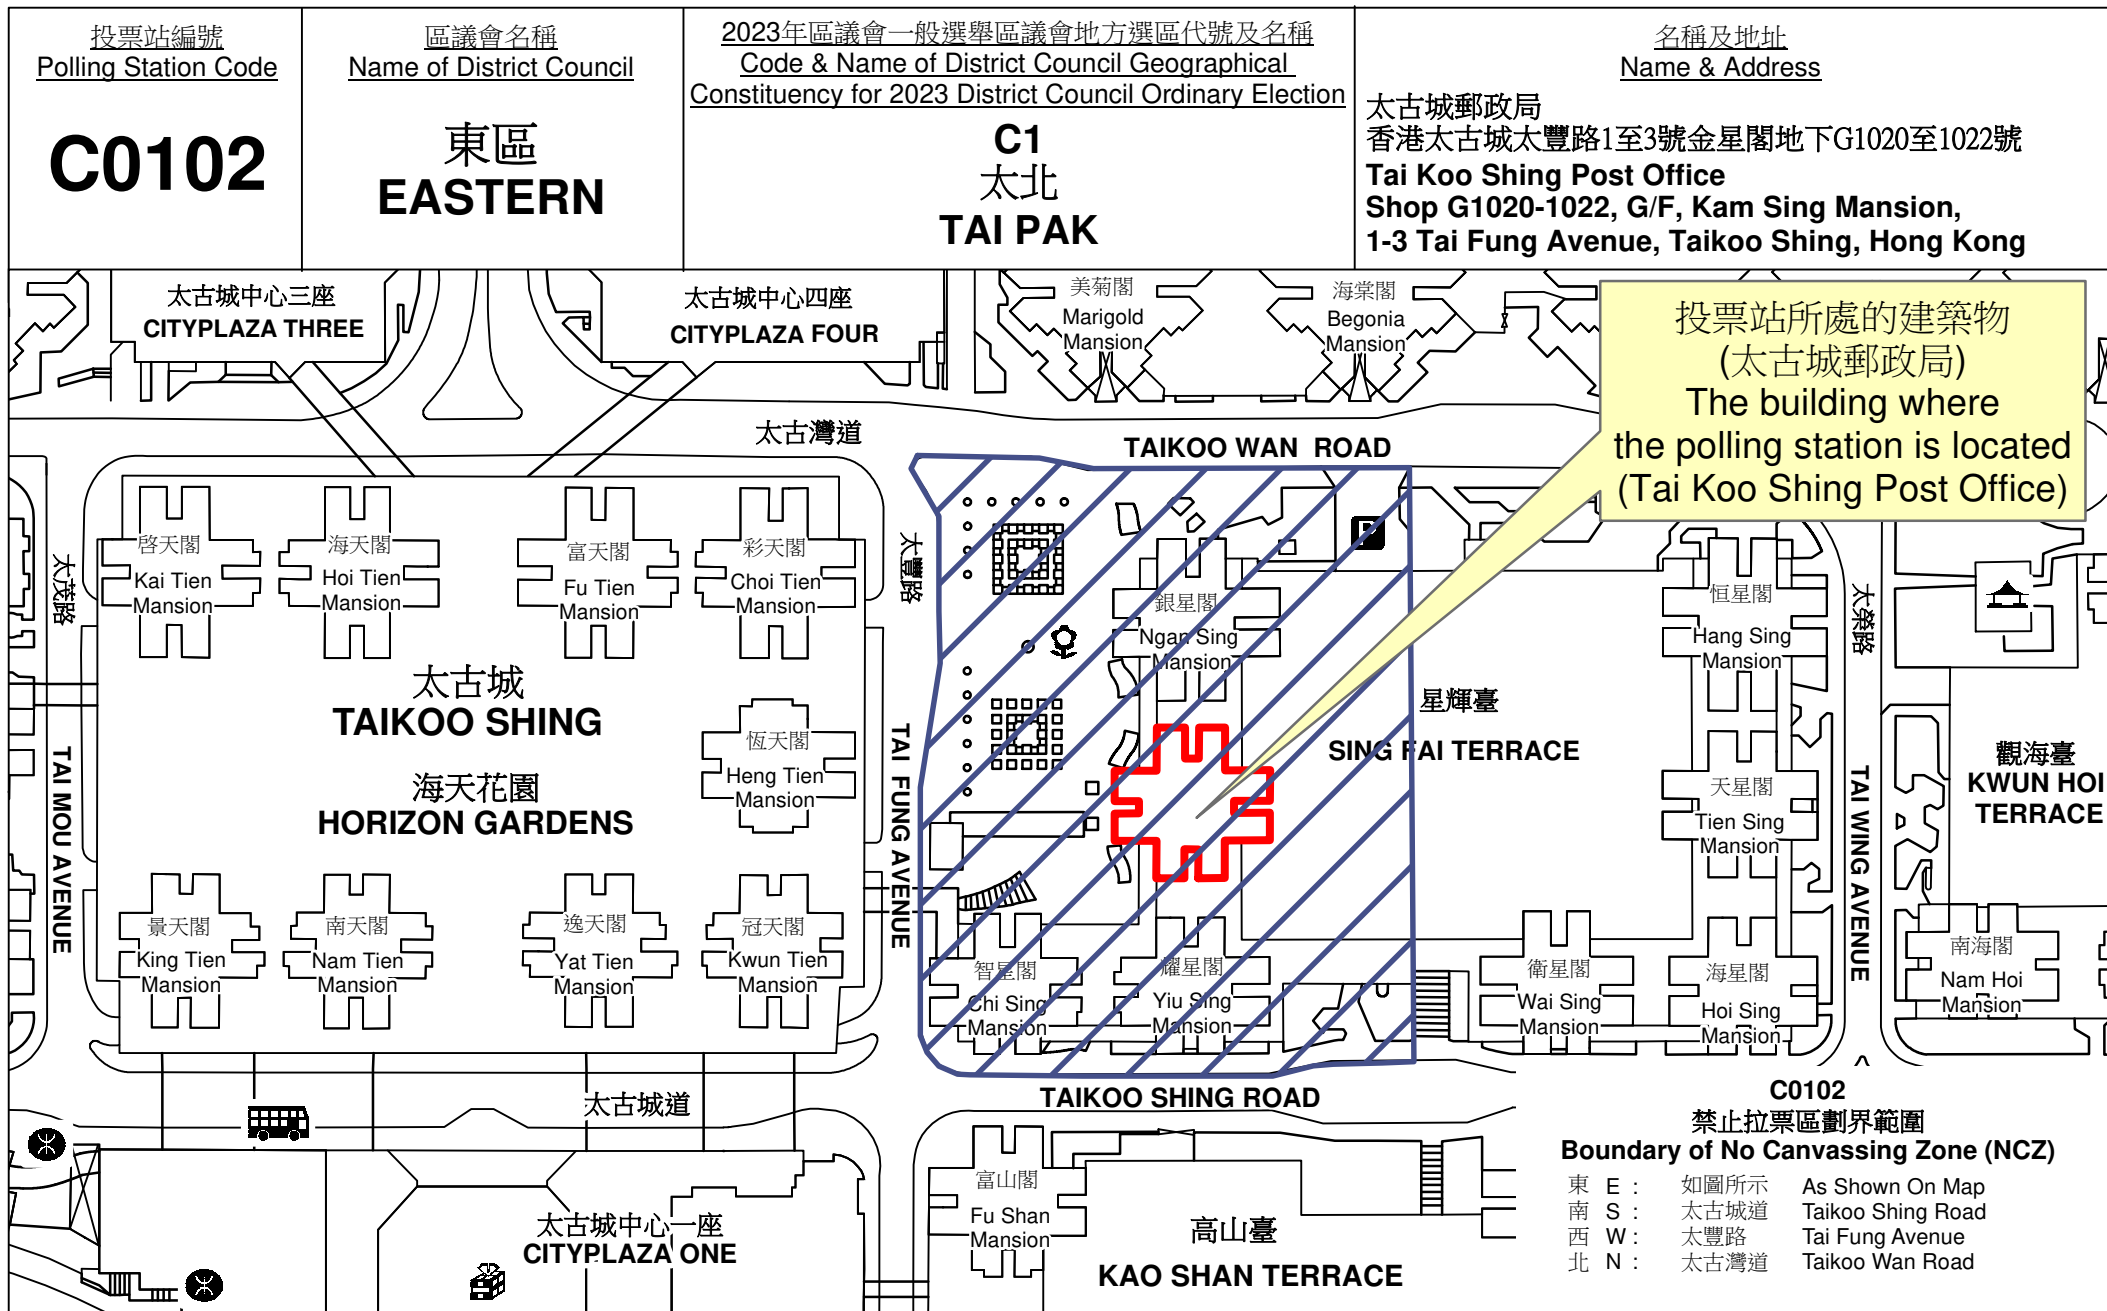 投票站編號
Polling Station Code
C0102
區議會名稱
Name of District Council
東區
EASTERN
2023年區議會一般選舉區議會地方選區代號及名稱
Code & Name of District Council Geographical
Constituency for 2023 District Council Ordinary Election
C1
太北
TAI PAK
名稱及地址
Name & Address
太古城郵政局
香港太古城太豐路1至3號金星閣地下G1020至1022號
Tai Koo Shing Post Office
Shop G1020-1022, G/F, Kam Sing Mansion,
1-3 Tai Fung Avenue, Taikoo Shing, Hong Kong
太古城中心三座
CITYPLAZA THREE
太古城中心四座
CITYPLAZA FOUR
美菊閣
Marigold
Mansion
海棠閣
Begonia
Mansion
投票站所處的建築物
(太古城郵政局)
The building where
the polling station is located
(Tai Koo Shing Post Office)
太古灣道
TAIKOO WAN ROAD
啓天閣
Kai Tien
Mansion
海天閣
Hoi Tien
Mansion
富天閣
Fu Tien
Mansion
彩天閣
Choi Tien
Mansion
太茂路
TAI MOU AVENUE
太豐路
TAI FUNG AVENUE
P
銀星閣
Ngan Sing
Mansion
恒星閣
Hang Sing
Mansion
太榮路
TAI WING AVENUE
太古城
TAIKOO SHING
海天花園
HORIZON GARDENS
恆天閣
Heng Tien
Mansion
星輝臺
SING FAI TERRACE
天星閣
Tien Sing
Mansion
觀海臺
KWUN HOI
TERRACE
景天閣
King Tien
Mansion
南天閣
Nam Tien
Mansion
逸天閣
Yat Tien
Mansion
冠天閣
Kwun Tien
Mansion
智星閣
Chi Sing
Mansion
耀星閣
Yiu Sing
Mansion
衛星閣
Wai Sing
Mansion
海星閣
Hoi Sing
Mansion
南海閣
Nam Hoi
Mansion
太古城道
TAIKOO SHING ROAD
太古城中心一座
CITYPLAZA ONE
富山閣
Fu Shan
Mansion
高山臺
KAO SHAN TERRACE
C0102
禁止拉票區劃界範圍
Boundary of No Canvassing Zone (NCZ)
東 E : 如圖所示 As Shown On Map
南 S : 太古城道 Taikoo Shing Road
西 W : 太豐路 Tai Fung Avenue
北 N : 太古灣道 Taikoo Wan Road